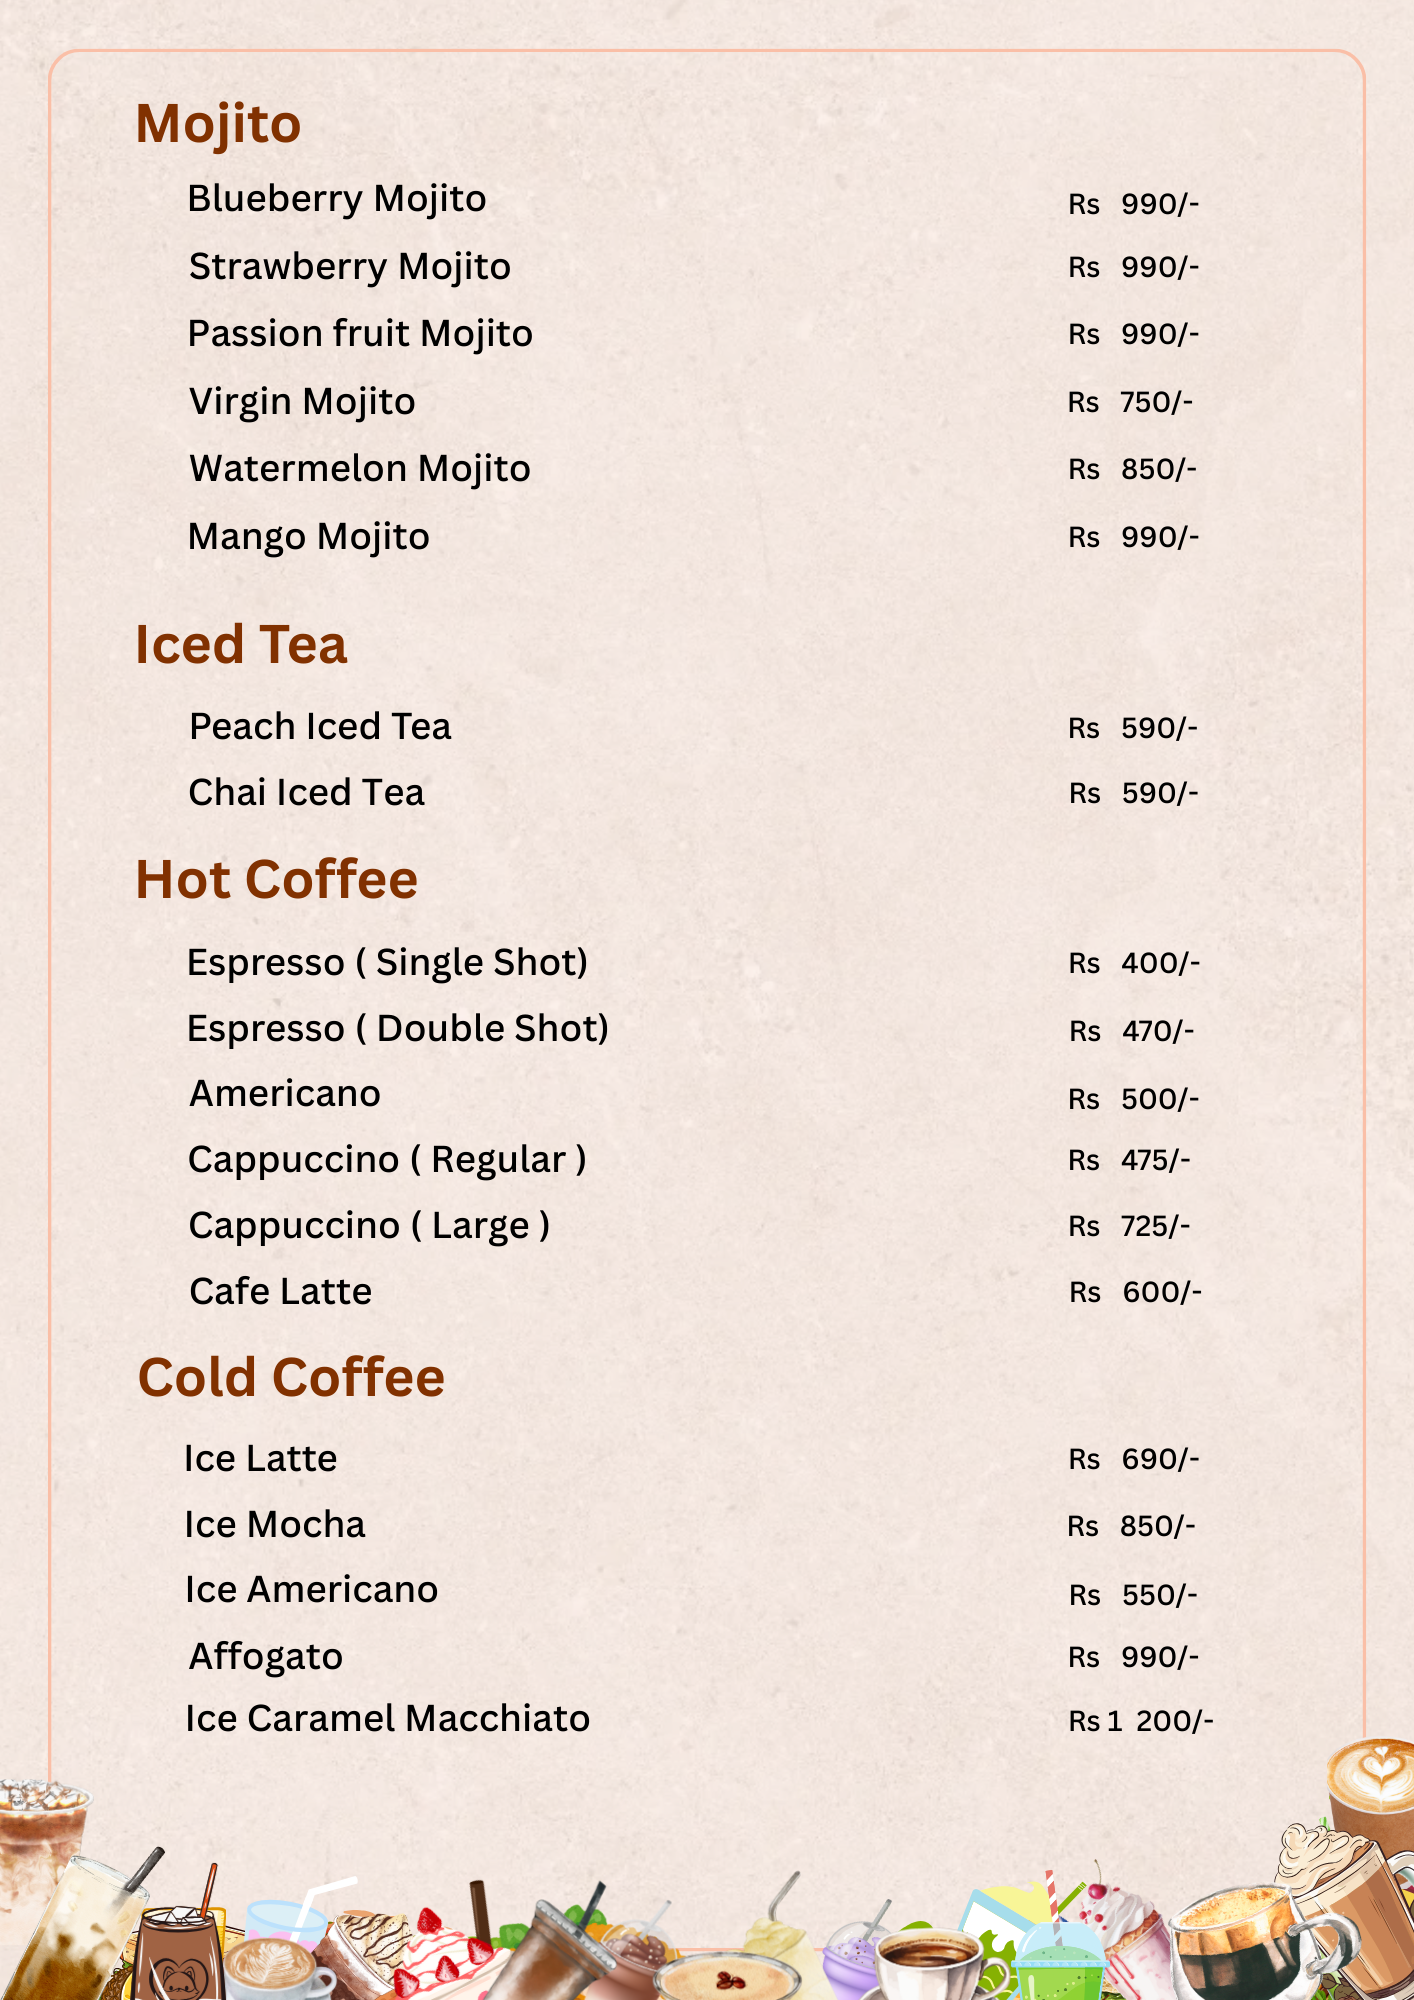 Mojito
Blueberry Mojito Rs 990/-
Strawberry Mojito Rs 990/-
Passion fruit Mojito Rs 990/-
Virgin Mojito Rs 750/-
Watermelon Mojito Rs 850/-
Mango Mojito Rs 990/-
Iced Tea
Peach Iced Tea Rs 590/-
Chai Iced Tea Rs 590/-
Hot Coffee
Espresso ( Single Shot) Rs 400/-
Espresso ( Double Shot) Rs 470/-
Americano Rs 500/-
Cappuccino ( Regular ) Rs 475/-
Cappuccino ( Large ) Rs 725/-
Cafe Latte Rs 600/-
Cold Coffee
Ice Latte Rs 690/-
Ice Mocha Rs 850/-
Ice Americano Rs 550/-
Affogato Rs 990/-
Ice Caramel Macchiato Rs 1 200/-